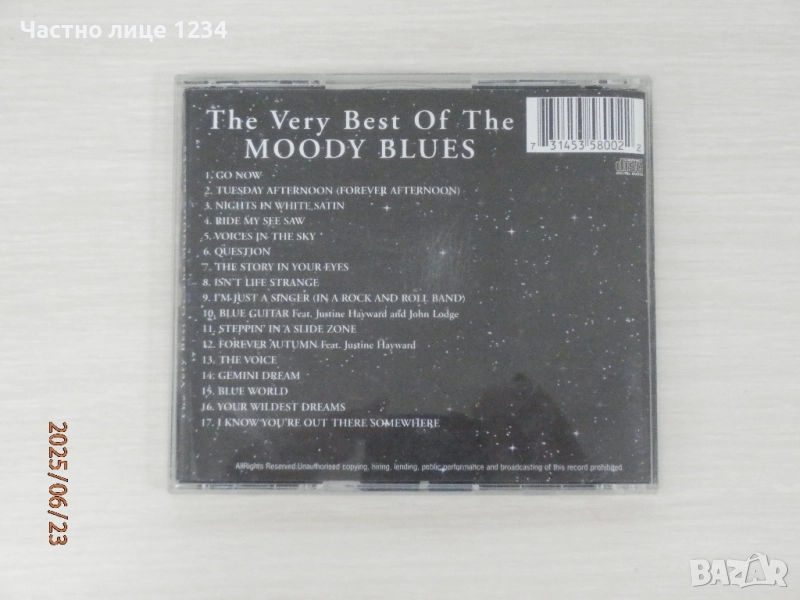 Частно лице 1234
The Very Best Of The
MOODY BLUES
7 31453 58002 2
1. GO NOW
2. TUESDAY AFTERNOON (FOREVER AFTERNOON)
3. NIGHTS IN WHITE SATIN
4. RIDE MY SEE SAW
5. VOICES IN THE SKY
6. QUESTION
7. THE STORY IN YOUR EYES
8. ISN'T LIFE STRANGE
9. I'M JUST A SINGER (IN A ROCK AND ROLL BAND)
10. BLUE GUITAR Feat. Justine Hayward and John Lodge
11. STEPPIN' IN A SLIDE ZONE
12. FOREVER AUTUMN Feat. Justine Hayward
13. THE VOICE
14. GEMINI DREAM
15. BLUE WORLD
16. YOUR WILDEST DREAMS
17. I KNOW YOU'RE OUT THERE SOMEWHERE
AllRights Reserved.Unauthorised copying, hiring, lending, public performance and broadcasting of this record prohibited
2025/06/23
BAZAR